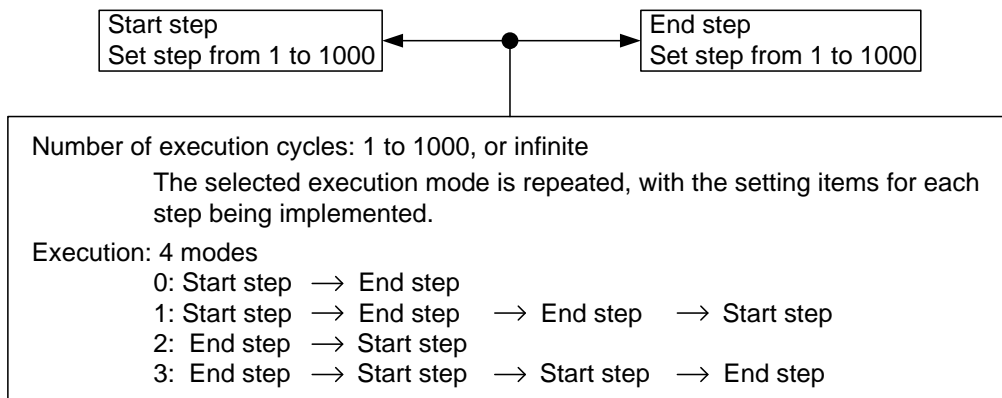 Start step
Set step from 1 to 1000
End step
Set step from 1 to 1000
Number of execution cycles: 1 to 1000, or infinite
The selected execution mode is repeated, with the setting items for each
step being implemented.
Execution: 4 modes
0: Start step → End step
1: Start step → End step → End step → Start step
2: End step → Start step
3: End step → Start step → Start step → End step